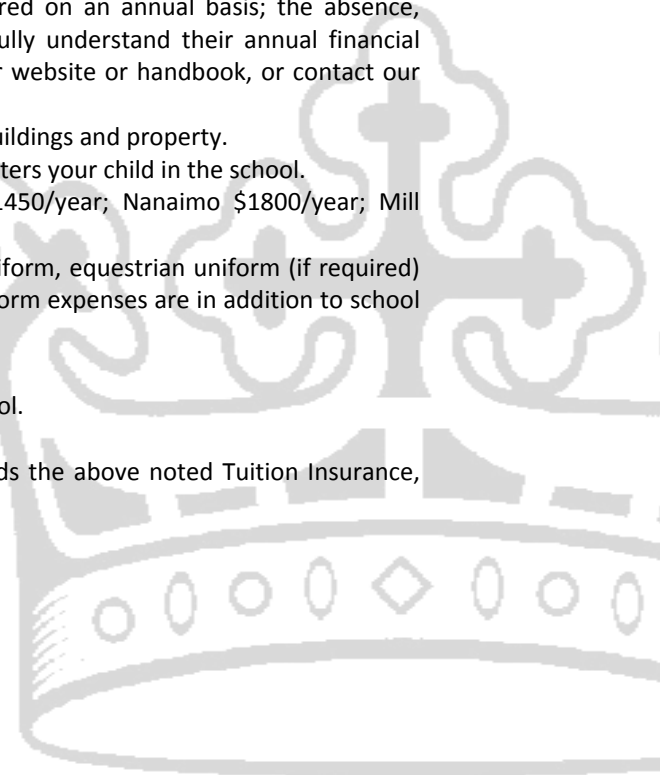 red on an annual basis; the absence,
fully understand their annual financial
r website or handbook, or contact our
uildings and property.
ters your child in the school.
1450/year; Nanaimo $1800/year; Mill
iform, equestrian uniform (if required)
orm expenses are in addition to school
ol.
ds the above noted Tuition Insurance,